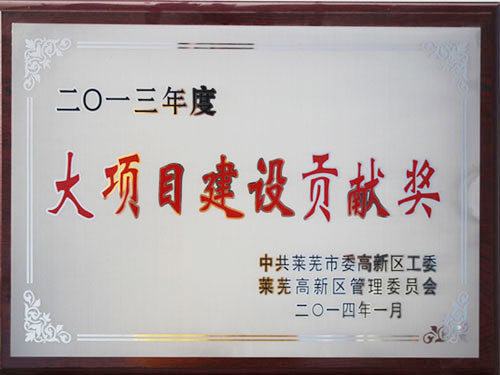 二〇一三年度
大项目建设贡献奖
中共莱芜市委高新区工委
莱芜高新区管理委员会
二〇一四年一月